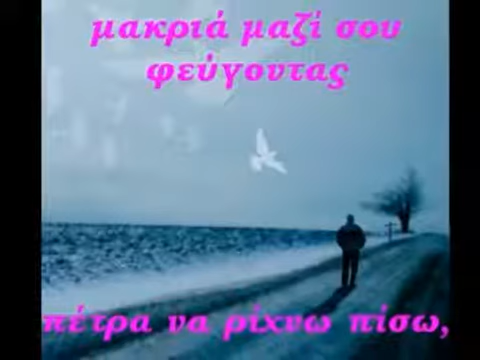 μακριά μαζί σου
φεύγοντας
πέτρα να ρίχνω πίσω,